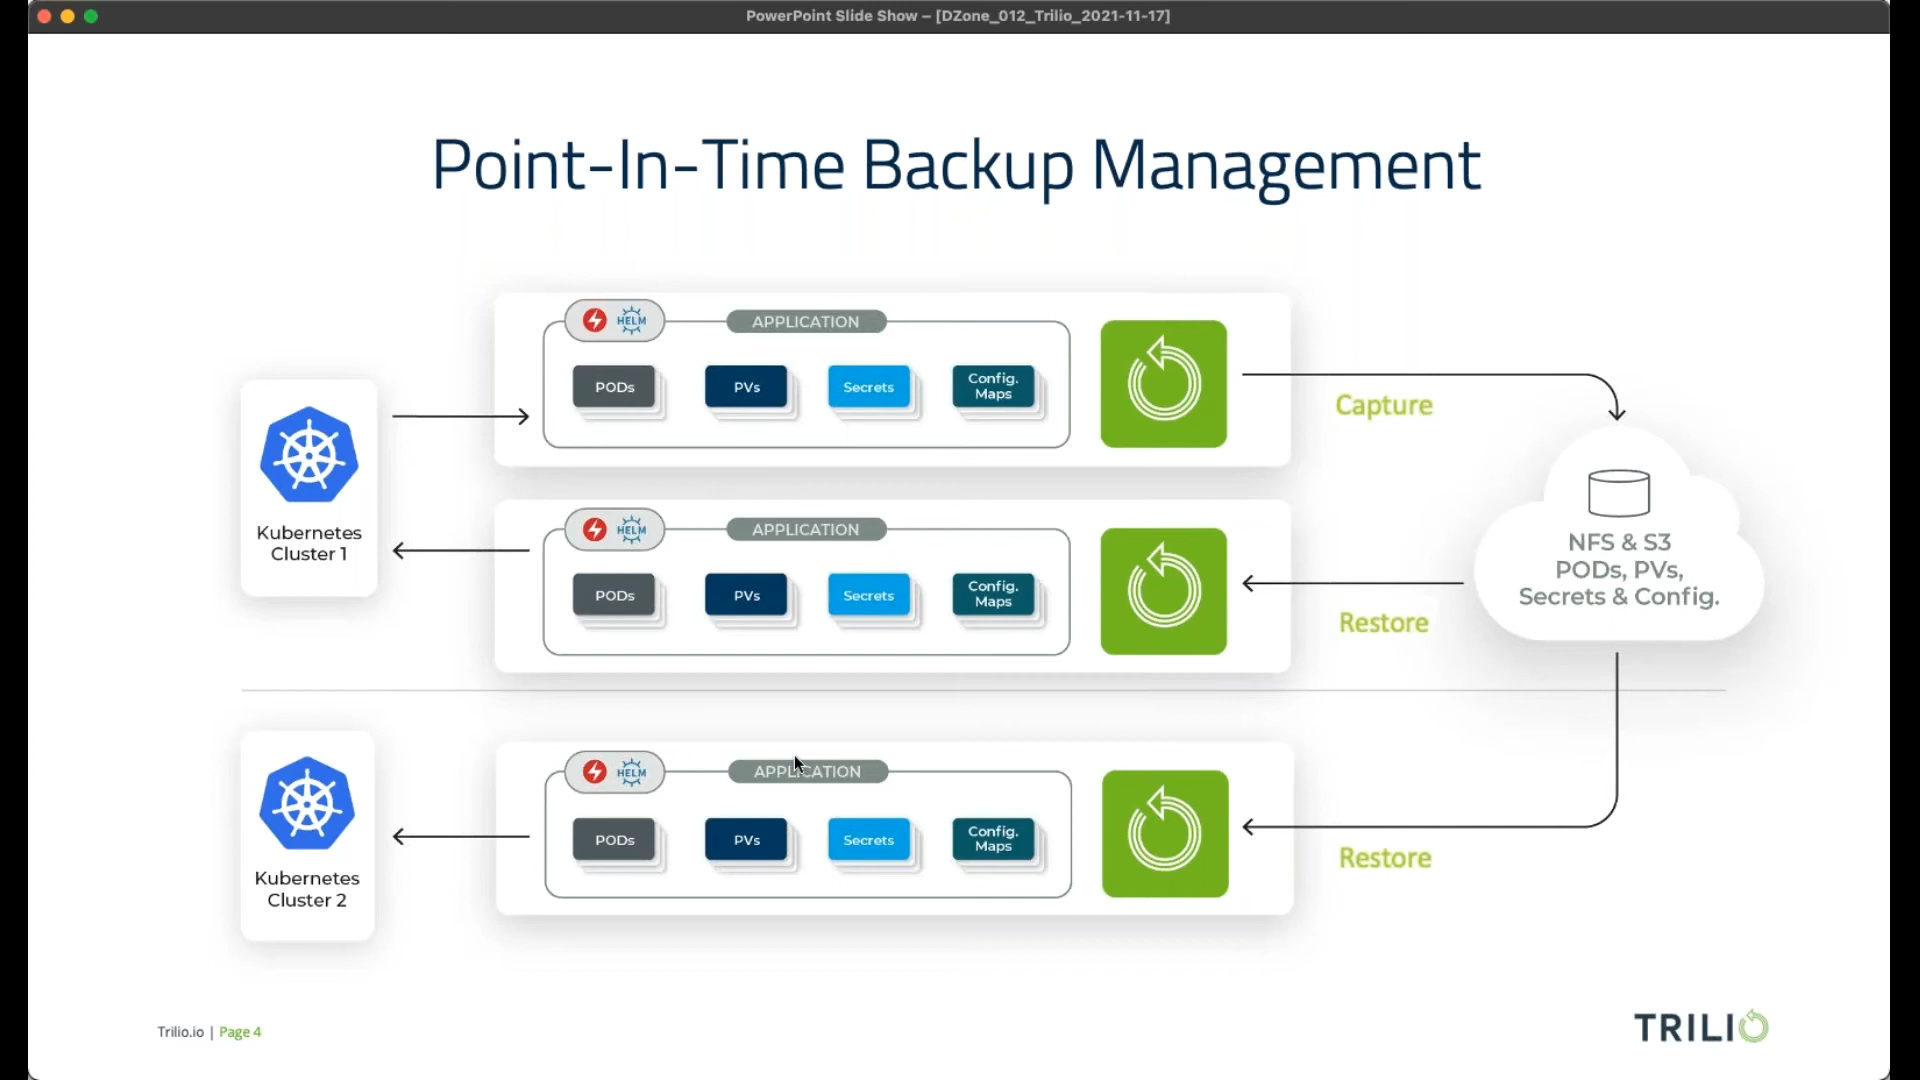 PowerPoint Slide Show – [DZone_012_Trilio_2021-11-17]
Point-In-Time Backup Management
HELM
APPLICATION
PODs
PVs
Secrets
Config.
Maps
Capture
Kubernetes
Cluster 1
HELM
APPLICATION
PODs
PVs
Secrets
Config.
Maps
Restore
NFS & S3
PODs, PVs,
Secrets & Config.
Kubernetes
Cluster 2
HELM
APPLICATION
PODs
PVs
Secrets
Config.
Maps
Restore
Trilio.io | Page 4
TRILIO